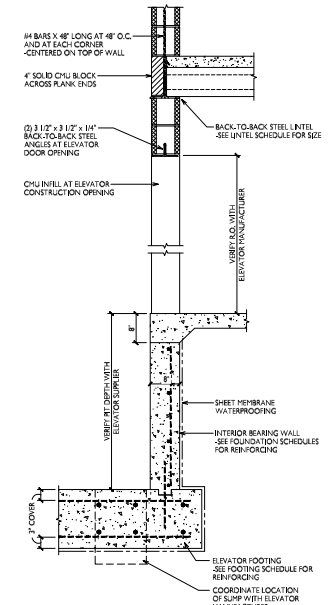 #4 BARS X 48" LONG AT 48" O.C.
AND AT EACH CORNER
-CENTERED ON TOP OF WALL
4" SOLID CMU BLOCK
ACROSS PLANK ENDS
(2) 3 1/2" x 3 1/2" x 1/4"
BACK-TO-BACK STEEL
ANGLES AT ELEVATOR
DOOR OPENING
BACK-TO-BACK STEEL LINTEL
-SEE LINTEL SCHEDULE FOR SIZE
CMU INFILL AT ELEVATOR
CONSTRUCTION OPENING
VERIFY R.O. WITH
ELEVATOR MANUFACTURER
8"
VERIFY PIT DEPTH WITH
ELEVATOR SUPPLIER
8"
SHEET MEMBRANE
WATERPROOFING
INTERIOR BEARING WALL
-SEE FOUNDATION SCHEDULES
FOR REINFORCING
3" COVER
ELEVATOR FOOTING
-SEE FOOTING SCHEDULE FOR
REINFORCING
COORDINATE LOCATION
OF SUMP WITH ELEVATOR